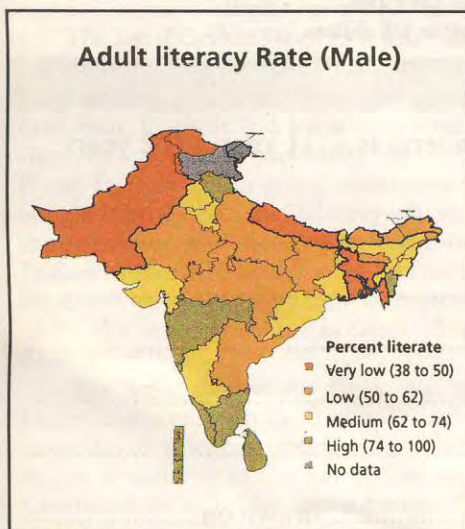 Adult literacy Rate (Male)
Percent literate
Very low (38 to 50)
Low (50 to 62)
Medium (62 to 74)
High (74 to 100)
No data